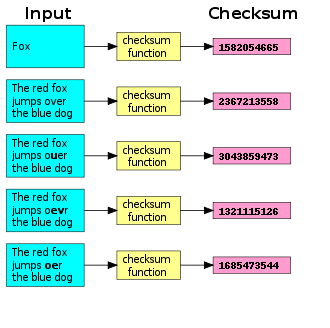 Input Checksum
Fox
checksum
function
1582054665
The red fox
jumps over
the blue dog
checksum
function
2367213558
The red fox
jumps ouer
the blue dog
checksum
function
3043859473
The red fox
jumps oevr
the blue dog
checksum
function
1321115126
The red fox
jumps oer
the blue dog
checksum
function
1685473544